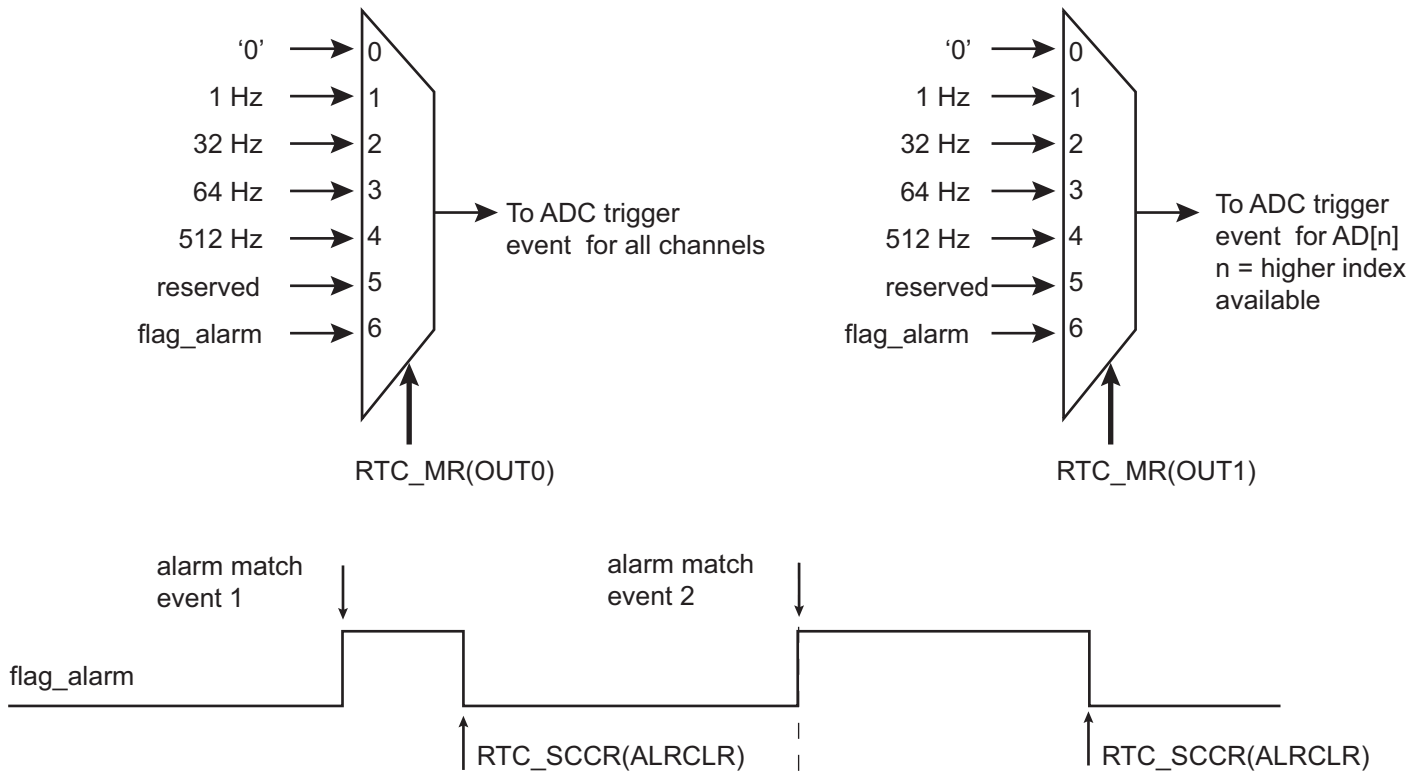 ‘0’
0
1 Hz
1
32 Hz
2
64 Hz
3
512 Hz
4
reserved
5
flag_alarm
6
To ADC trigger
event for all channels
RTC_MR(OUT0)
‘0’
0
1 Hz
1
32 Hz
2
64 Hz
3
512 Hz
4
reserved
5
flag_alarm
6
To ADC trigger
event for AD[n]
n = higher index
available
RTC_MR(OUT1)
alarm match
event 1
alarm match
event 2
flag_alarm
RTC_SCCR(ALRCLR)
RTC_SCCR(ALRCLR)